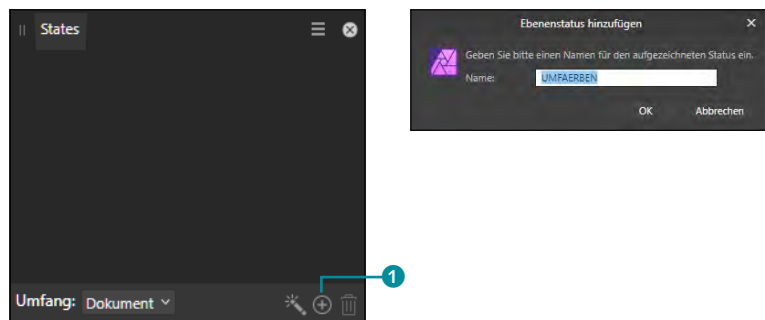 States
Umfang: Dokument
1
Ebenenstatus hinzufügen
Geben Sie bitte einen Namen für den aufgezeichneten Status ein.
Name: UMFAERBEN
OK Abbrechen